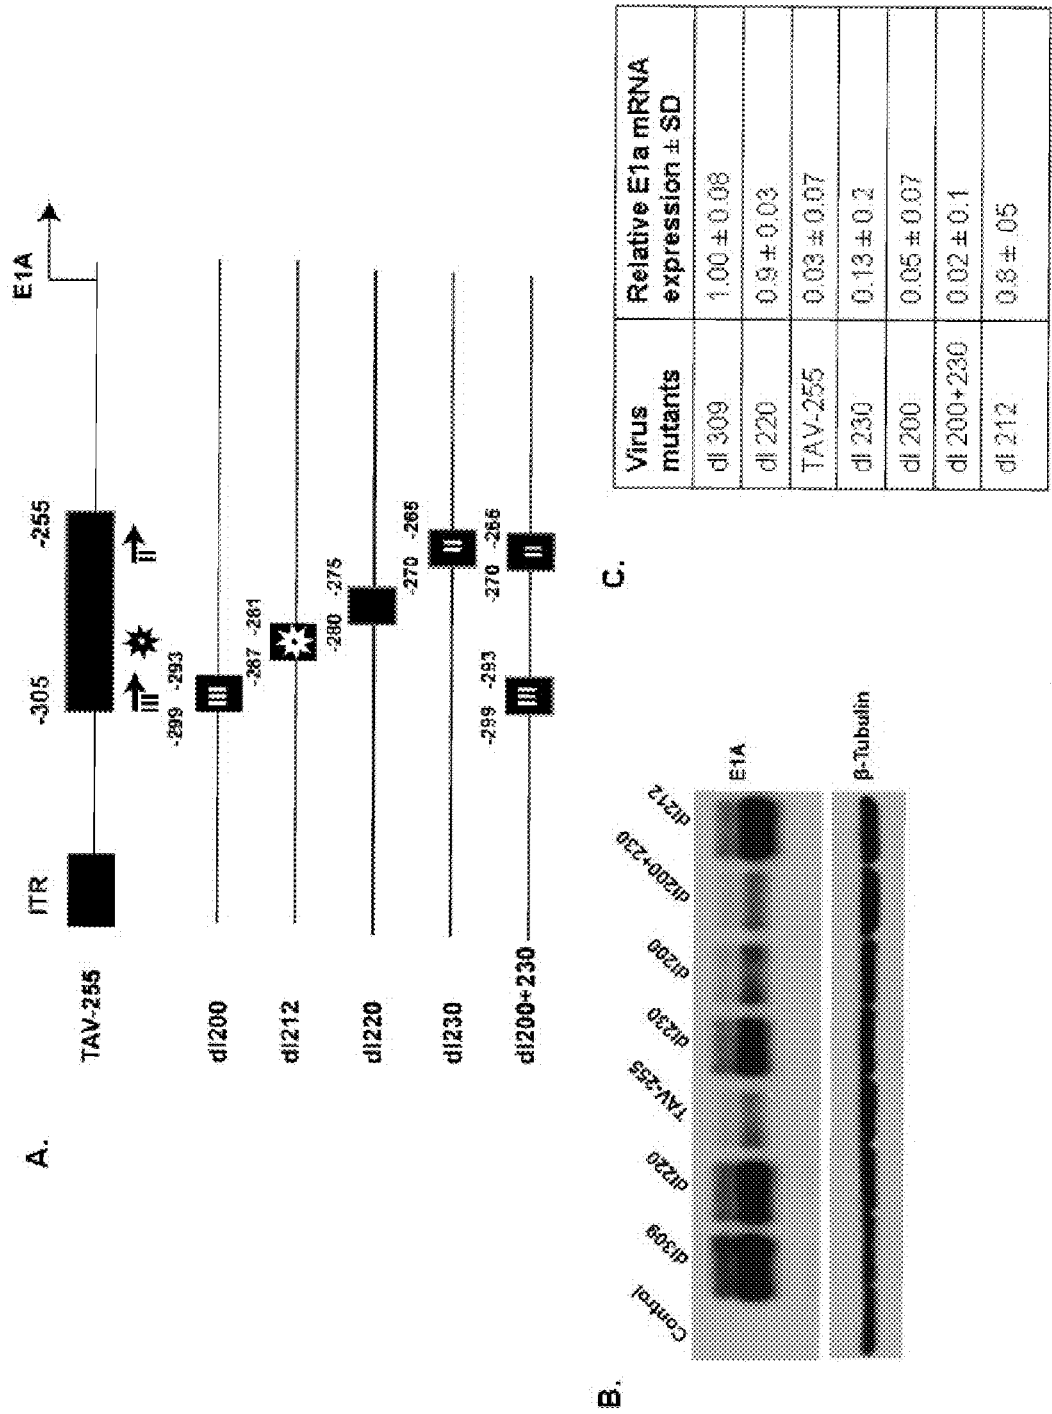 A.
ITR
-305
-255
E1A
TAV-255
III
II
dl200
-299 -293
III
dl212
-287 -281
dl220
-280 -275
dl230
-270 -265
II
dl200+230
-299 -293
-270 -265
III
II
B.
Control
dl309
dl220
TAV-255
dl230
dl200
dl200+230
dl212
E1A
β-Tubulin
C.
Virus mutants
Relative E1a mRNA expression ± SD
dl 309
1.00 ± 0.08
dl 220
0.9 ± 0.03
TAV-255
0.03 ± 0.07
dl 230
0.13 ± 0.2
dl 200
0.05 ± 0.07
dl 200+230
0.02 ± 0.1
dl 212
0.8 ± .05